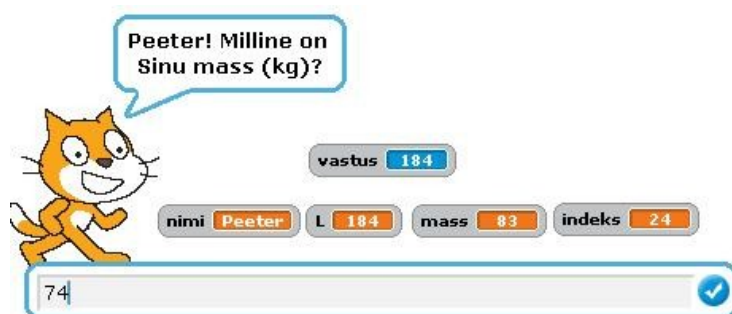 Peeter! Milline on
Sinu mass (kg)?
vastus 184
nimi Peeter L 184 mass 83 indeks 24
74